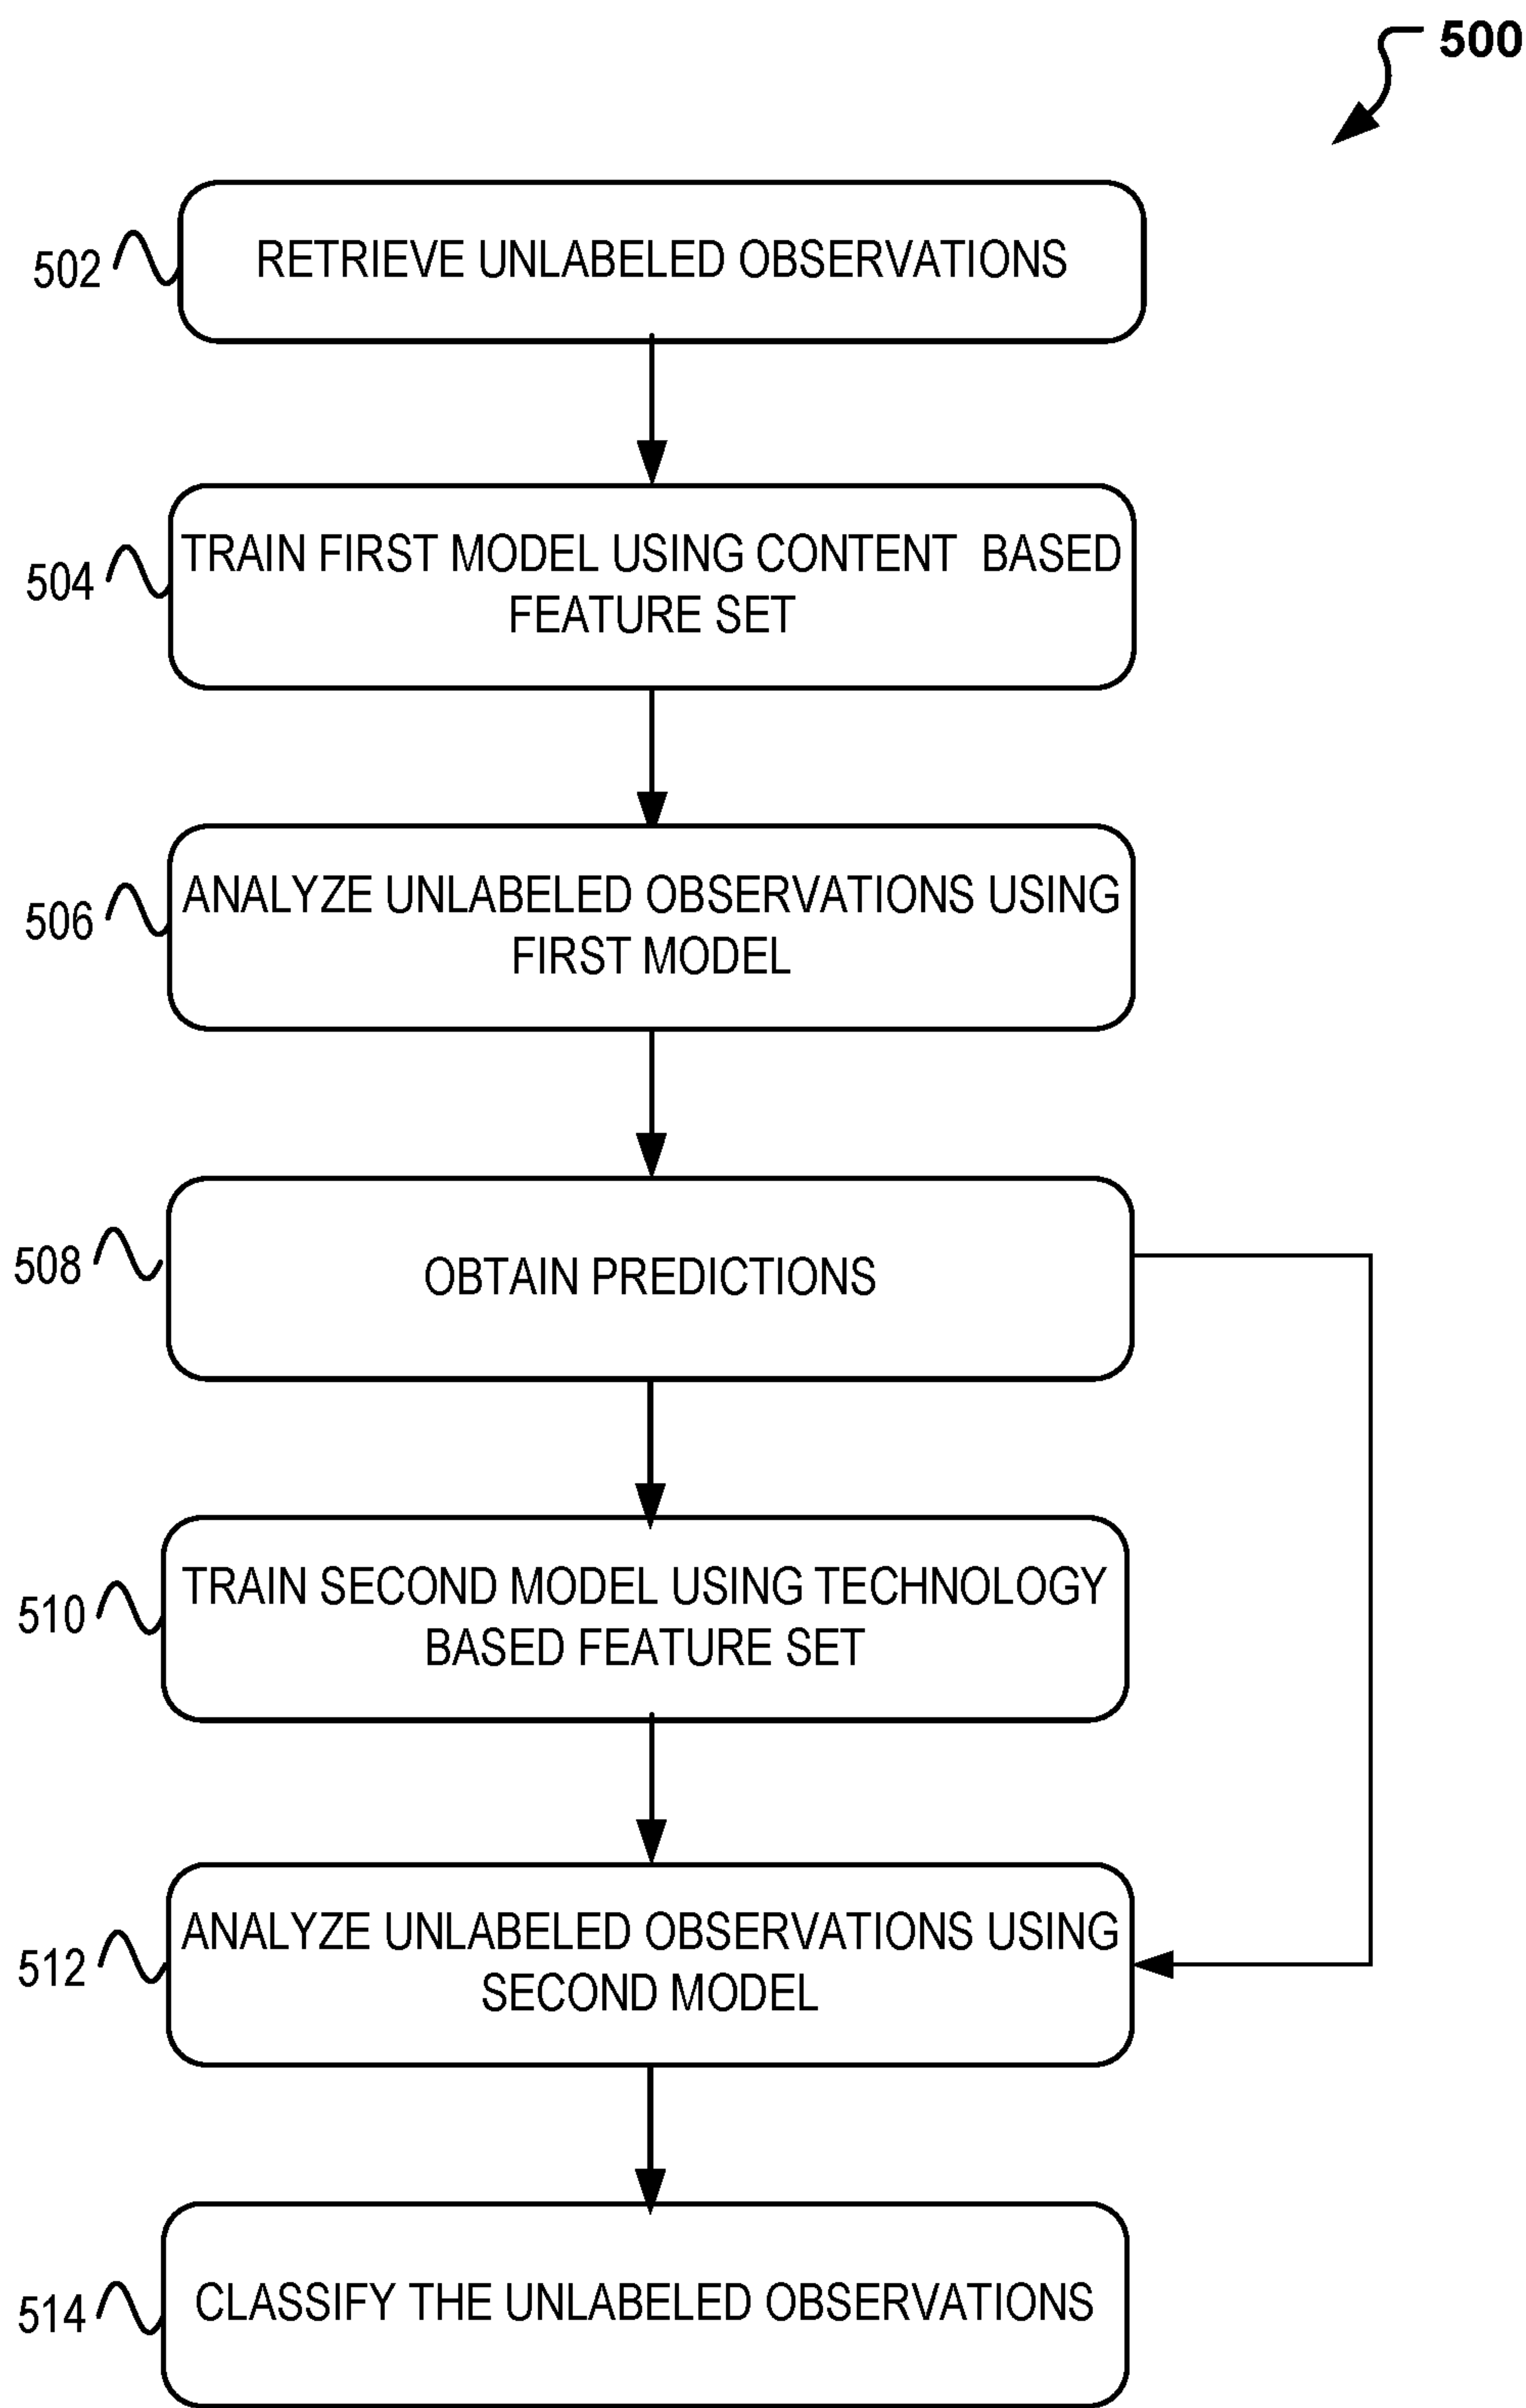 500
502
RETRIEVE UNLABELED OBSERVATIONS
504
TRAIN FIRST MODEL USING CONTENT BASED
FEATURE SET
506
ANALYZE UNLABELED OBSERVATIONS USING
FIRST MODEL
508
OBTAIN PREDICTIONS
510
TRAIN SECOND MODEL USING TECHNOLOGY
BASED FEATURE SET
512
ANALYZE UNLABELED OBSERVATIONS USING
SECOND MODEL
514
CLASSIFY THE UNLABELED OBSERVATIONS